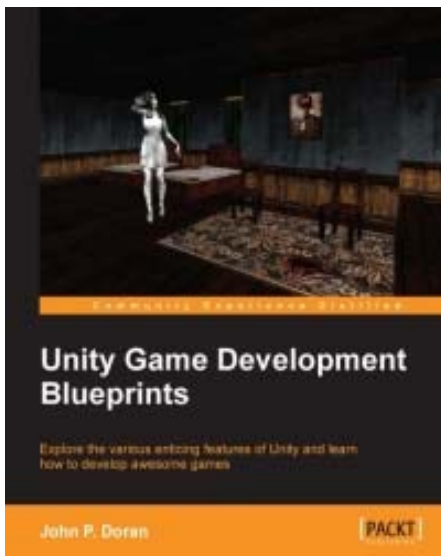 Community Experience Distilled
Unity Game Development
Blueprints
Explore the various enticing features of Unity and learn
how to develop awesome games
John P. Doran
[PACKT]